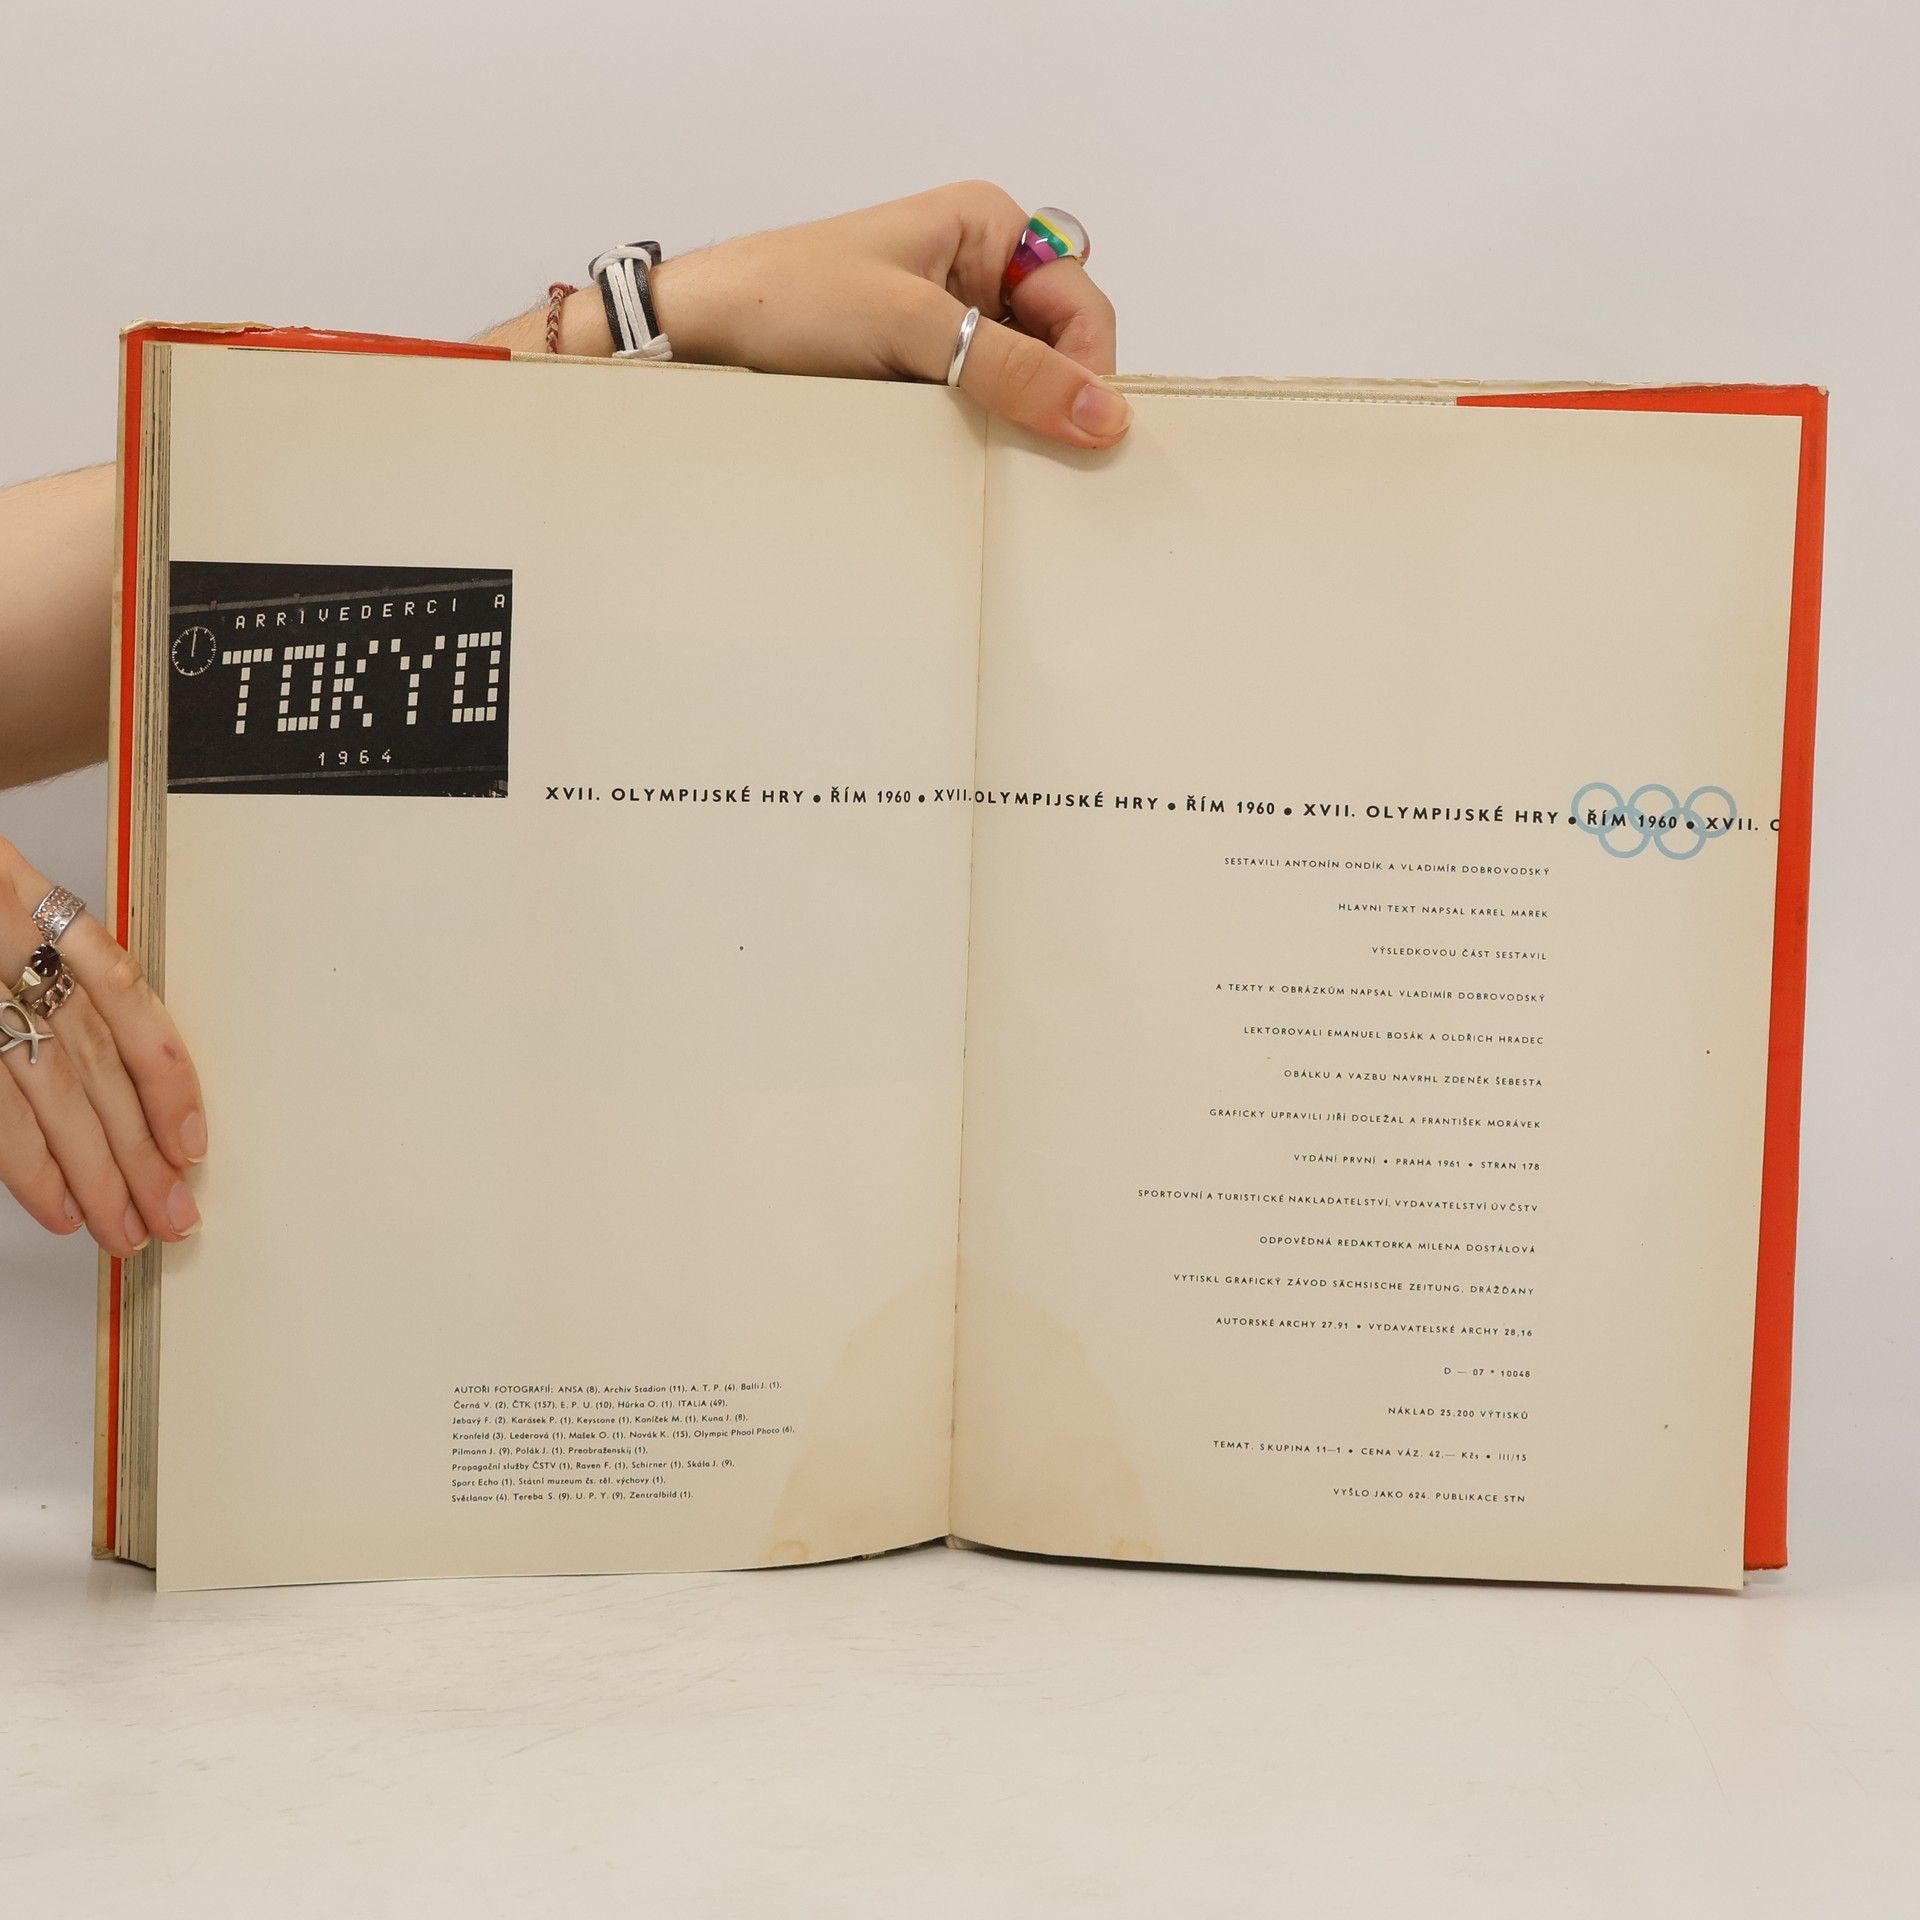 ARRIVEDERCI A
TOKYO
1964
XVII. OLYMPIJSKÉ HRY • ŘÍM 1960 • XVII. OLYMPIJSKÉ HRY • ŘÍM 1960 • XVII. OLYMPIJSKÉ HRY • ŘÍM 1960 • XVII. O
AUTOŘI FOTOGRAFIÍ: ANSA (8), Archiv Stadion (11), A. T. P. (4), Balli J. (1),
Černá V. (2), ČTK (157), E. P. U. (10), Hůrka O. (1), ITALIA (49),
Jebavý F. (2), Karásek P. (1), Keystone (1), Koníček M. (1), Kuna J. (8),
Kronfeld (3), Lederová (1), Mašek O. (1), Novák K. (15), Olympic Phool Photo (6),
Pilmann J. (9), Polák J. (1), Preobraženskij (1),
Propagační služby ČSTV (1), Raven F. (1), Schirner (1), Skála J. (9),
Sport Echo (1), Státní muzeum čs. těl. výchovy (1),
Světlanov (4), Tereba S. (9), U. P. Y. (9), Zentralbild (1).
SESTAVILI ANTONÍN ONDÍK A VLADIMÍR DOBROVODSKÝ
HLAVNI TEXT NAPSAL KAREL MAREK
VÝSLEDKOVOU ČÁST SESTAVIL
A TEXTY K OBRÁZKŮM NAPSAL VLADIMÍR DOBROVODSKÝ
LEKTOROVALI EMANUEL BOSÁK A OLDŘICH HRADEC
OBÁLKU A VAZBU NAVRHL ZDENĚK ŠEBESTA
GRAFICKY UPRAVILI JIŘÍ DOLEŽAL A FRANTIŠEK MORÁVEK
VYDÁNÍ PRVNÍ • PRAHA 1961 • STRAN 178
SPORTOVNÍ A TURISTICKÉ NAKLADATELSTVÍ, VYDAVATELSTVÍ ÚV ČSTV
ODPOVĚDNÁ REDAKTORKA MILENA DOSTÁLOVÁ
VYTISKL GRAFICKÝ ZÁVOD SÄCHSISCHE ZEITUNG, DRÁŽĎANY
AUTORSKÉ ARCHY 27,91 • VYDAVATELSKÉ ARCHY 28,16
D — 07 * 10048
NÁKLAD 25.200 VÝTISKŮ
TEMAT. SKUPINA 11—1 • CENA VÁZ. 42,— Kčs • III/15
VYŠLO JAKO 624. PUBLIKACE STN